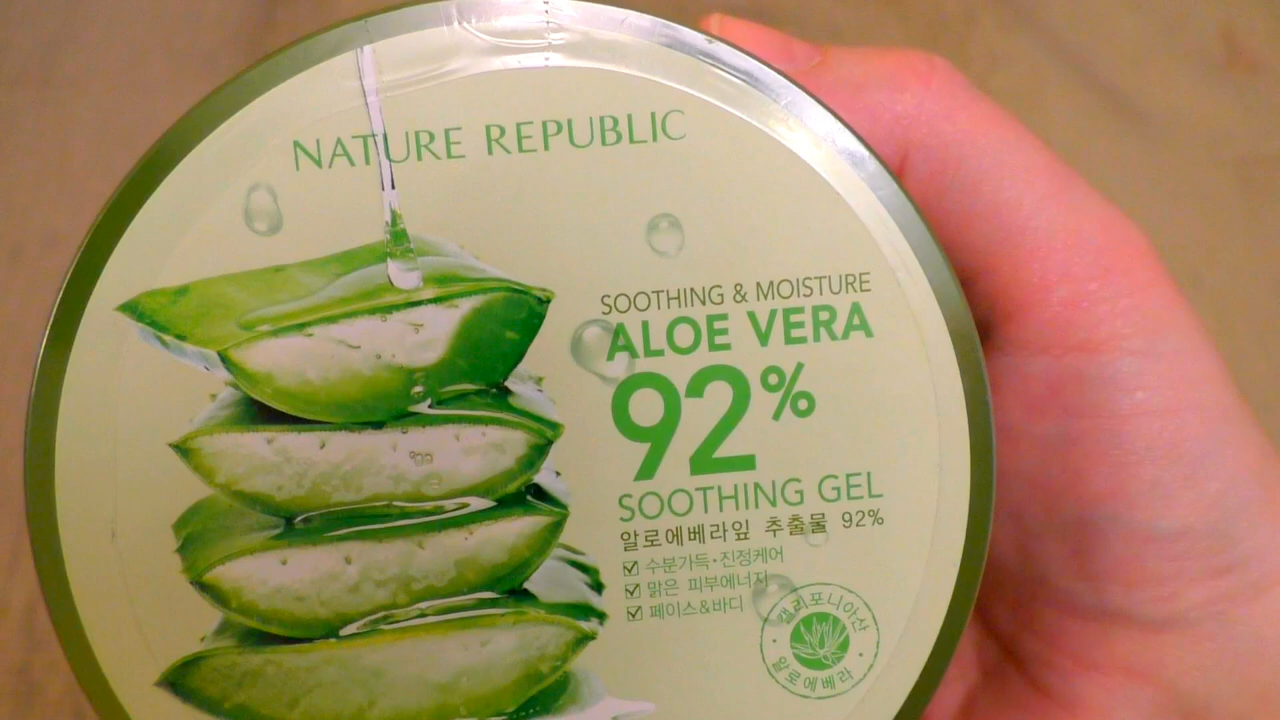 NATURE REPUBLIC
SOOTHING & MOISTURE
ALOE VERA
92%
SOOTHING GEL
알로에베라잎 추출물 92%
수분가득·진정케어
맑은 피부에너지
페이스&바디
캘리포니아산
알로에베라